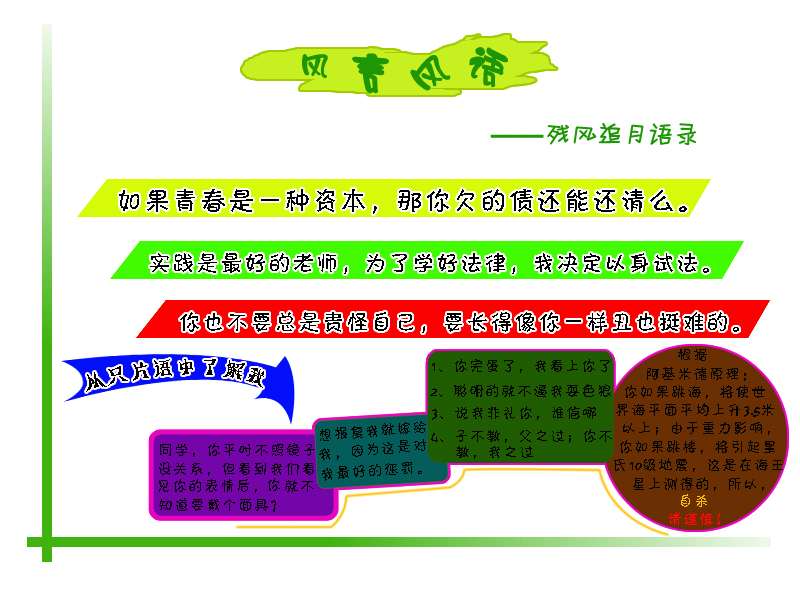 风言风语
——残风追月语录
如果青春是一种资本，那你欠的债还能还清么。
实践是最好的老师，为了学好法律，我决定以身试法。
你也不要总是责怪自己，要长得像你一样丑也挺难的。
从只片语中了解我
同学，你平时不照镜子
没关系，但看到我们看
见你的表情后，你就不
知道要戴个面具？
想报复我就嫁给
我，因为这是对
我最好的惩罚。
1、你完蛋了，我看上你了
2、聪明的就不逼我耍色狼
3、说我非礼你，谁信哪
4、子不教，父之过；你不
教，我之过
根据
阿基米德原理：
你如果跳海，将使世
界海平面平均上升3.5米
以上；由于重力影响，
你如果跳楼，将引起里
氏10级地震，这是在海王
星上测得的，所以，
自杀
请谨慎！